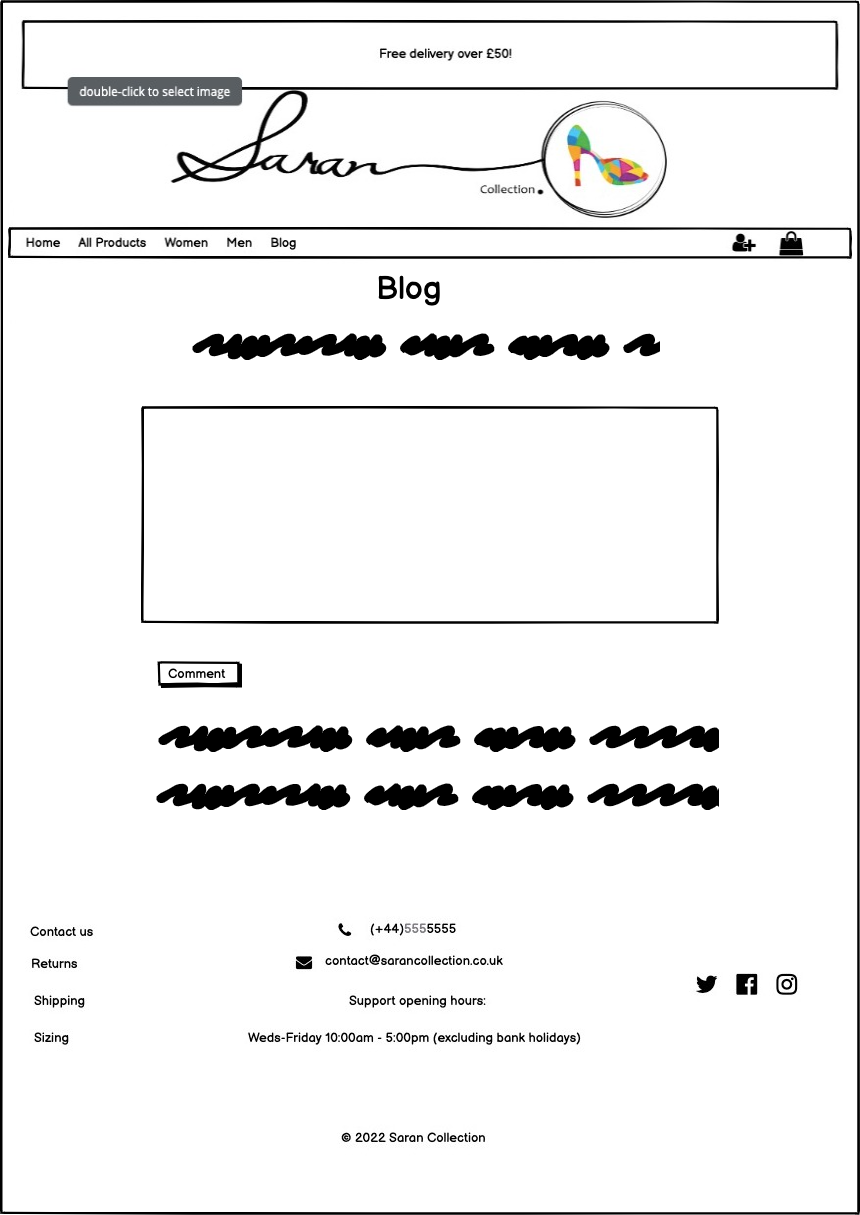 Free delivery over £50!
double-click to select image
Saran
Collection.
Home All Products Women Men Blog
Blog
Comment
Contact us
(+44)5555555
Returns
contact@sarancollection.co.uk
Shipping
Support opening hours:
Sizing
Weds-Friday 10:00am - 5:00pm (excluding bank holidays)
© 2022 Saran Collection